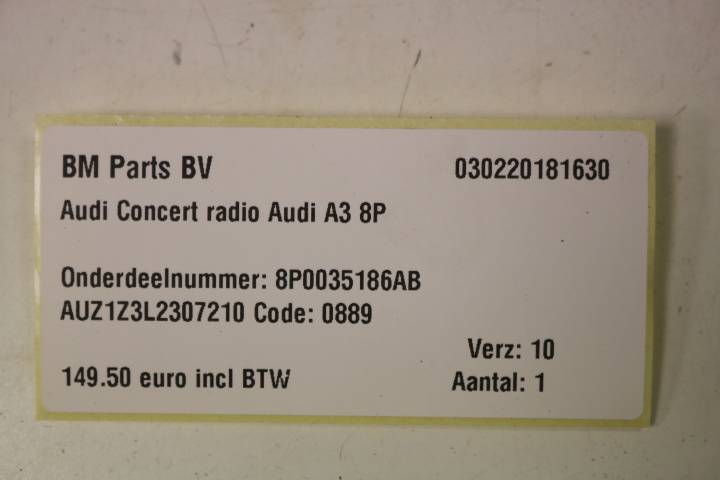 BM Parts BV 030220181630
Audi Concert radio Audi A3 8P
Onderdeelnummer: 8P0035186AB
AUZ1Z3L2307210 Code: 0889
Verz: 10
149.50 euro incl BTW Aantal: 1